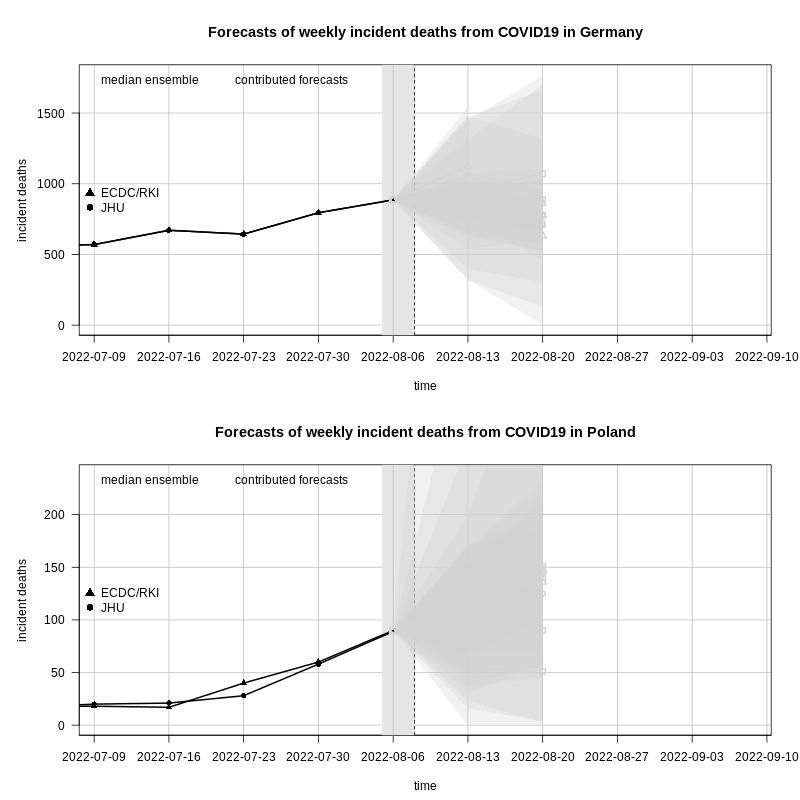 Forecasts of weekly incident deaths from COVID19 in Germany
median ensemble contributed forecasts
1500
1000
500
0
incident deaths
ECDC/RKI
JHU
2022-07-09 2022-07-16 2022-07-23 2022-07-30 2022-08-06 2022-08-13 2022-08-20 2022-08-27 2022-09-03 2022-09-10
time
Forecasts of weekly incident deaths from COVID19 in Poland
median ensemble contributed forecasts
200
150
100
50
0
incident deaths
ECDC/RKI
JHU
2022-07-09 2022-07-16 2022-07-23 2022-07-30 2022-08-06 2022-08-13 2022-08-20 2022-08-27 2022-09-03 2022-09-10
time